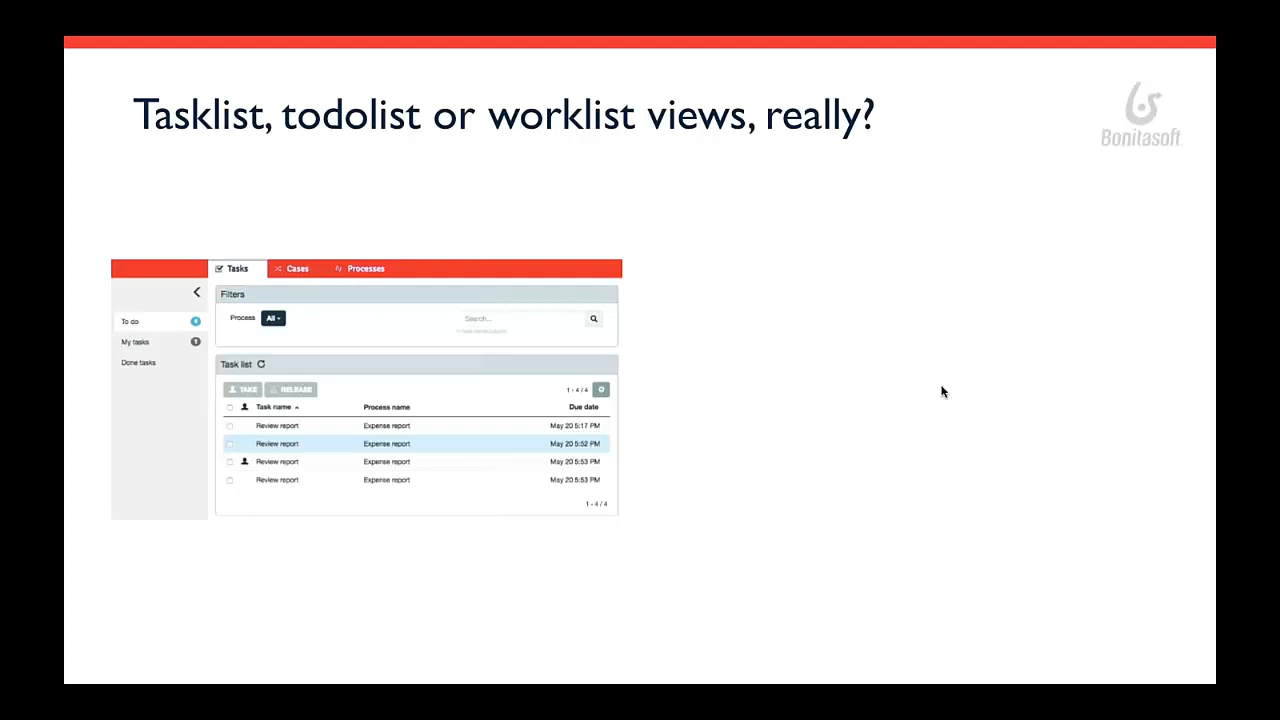 Tasklist, todolist or worklist views, really?
Bonitasoft
Tasks Cases Processes
Filters
To do 4
Process All Search...
My tasks 1
Done tasks
Task list
TAKE RELEASE 1 - 4 / 4
Task name Process name Due date
Review report Expense report May 20 5:17 PM
Review report Expense report May 20 5:52 PM
Review report Expense report May 20 5:53 PM
Review report Expense report May 20 5:53 PM
1 - 4 / 4